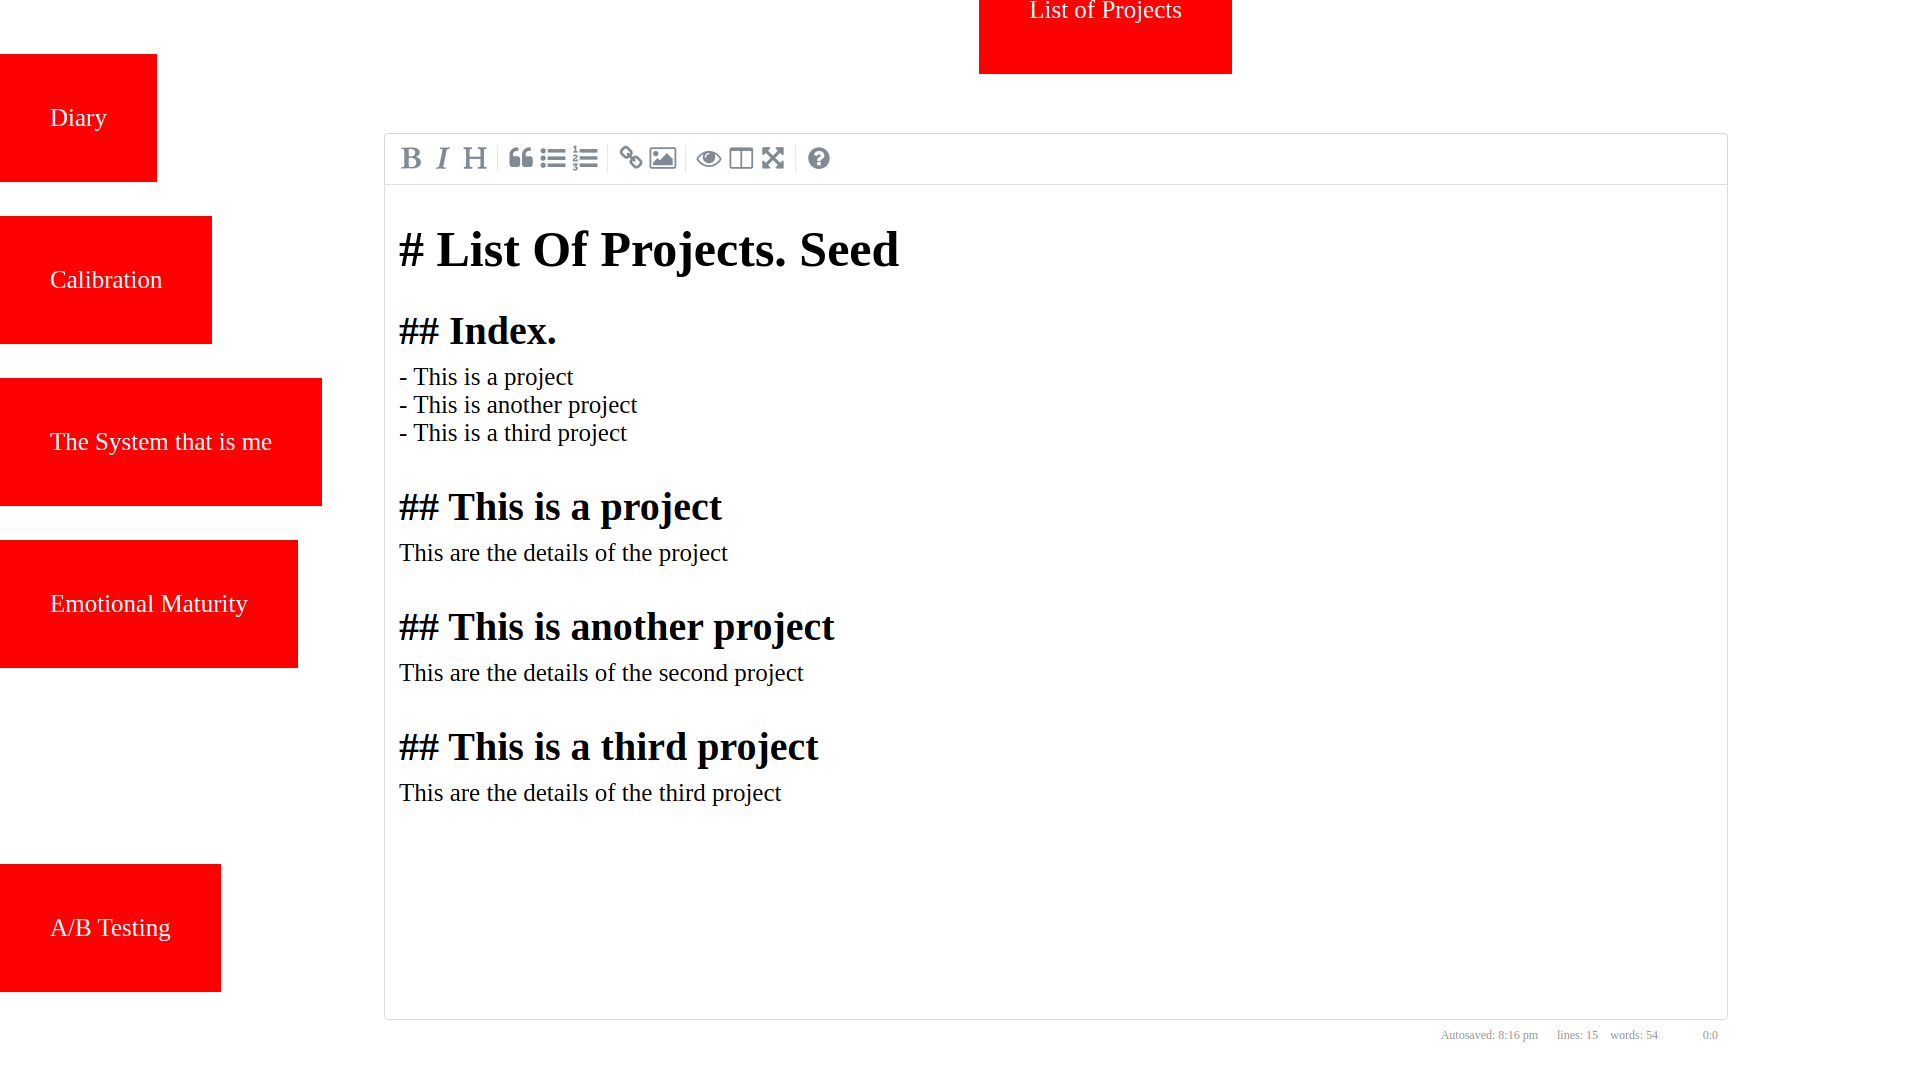 List of Projects
Diary
Calibration
The System that is me
Emotional Maturity
A/B Testing
# List Of Projects. Seed
## Index.
- This is a project
- This is another project
- This is a third project
## This is a project
This are the details of the project
## This is another project
This are the details of the second project
## This is a third project
This are the details of the third project
Autosaved: 8:16 pm lines: 15 words: 54 0:0